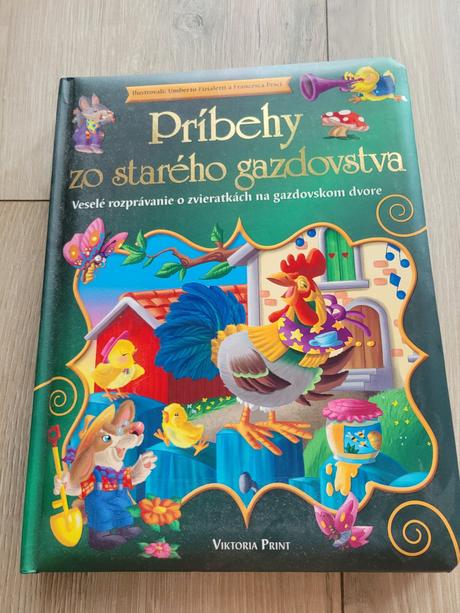 Ilustrovali: Umberto Fizialetti a Francesca Pesci
Príbehy
zo starého gazdovstva
Veselé rozprávanie o zvieratkách na gazdovskom dvore
Viktoria Print